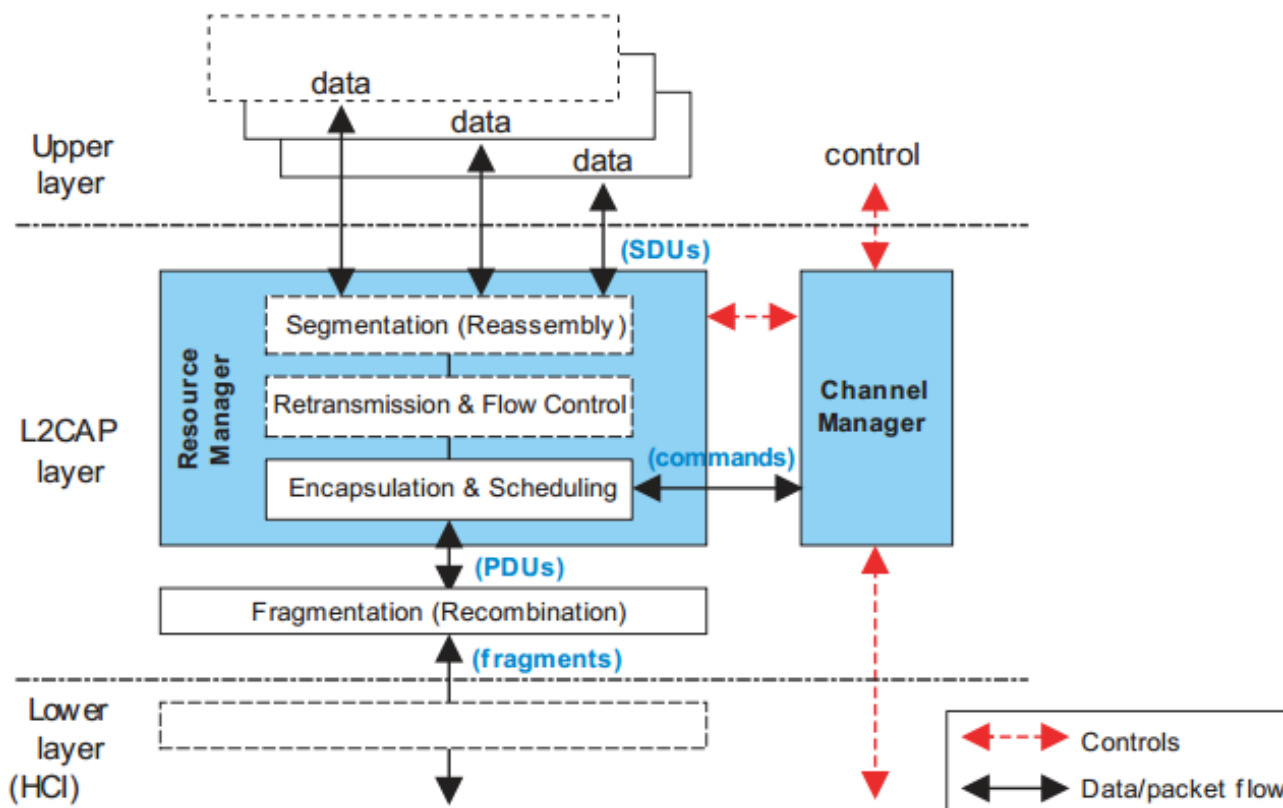 data
data
data
Upper
layer
control
(SDUs)
Segmentation (Reassembly)
Resource
Manager
Retransmission & Flow Control
Channel
Manager
L2CAP
layer
(commands)
Encapsulation & Scheduling
(PDUs)
Fragmentation (Recombination)
(fragments)
Lower
layer
(HCI)
Controls
Data/packet flow